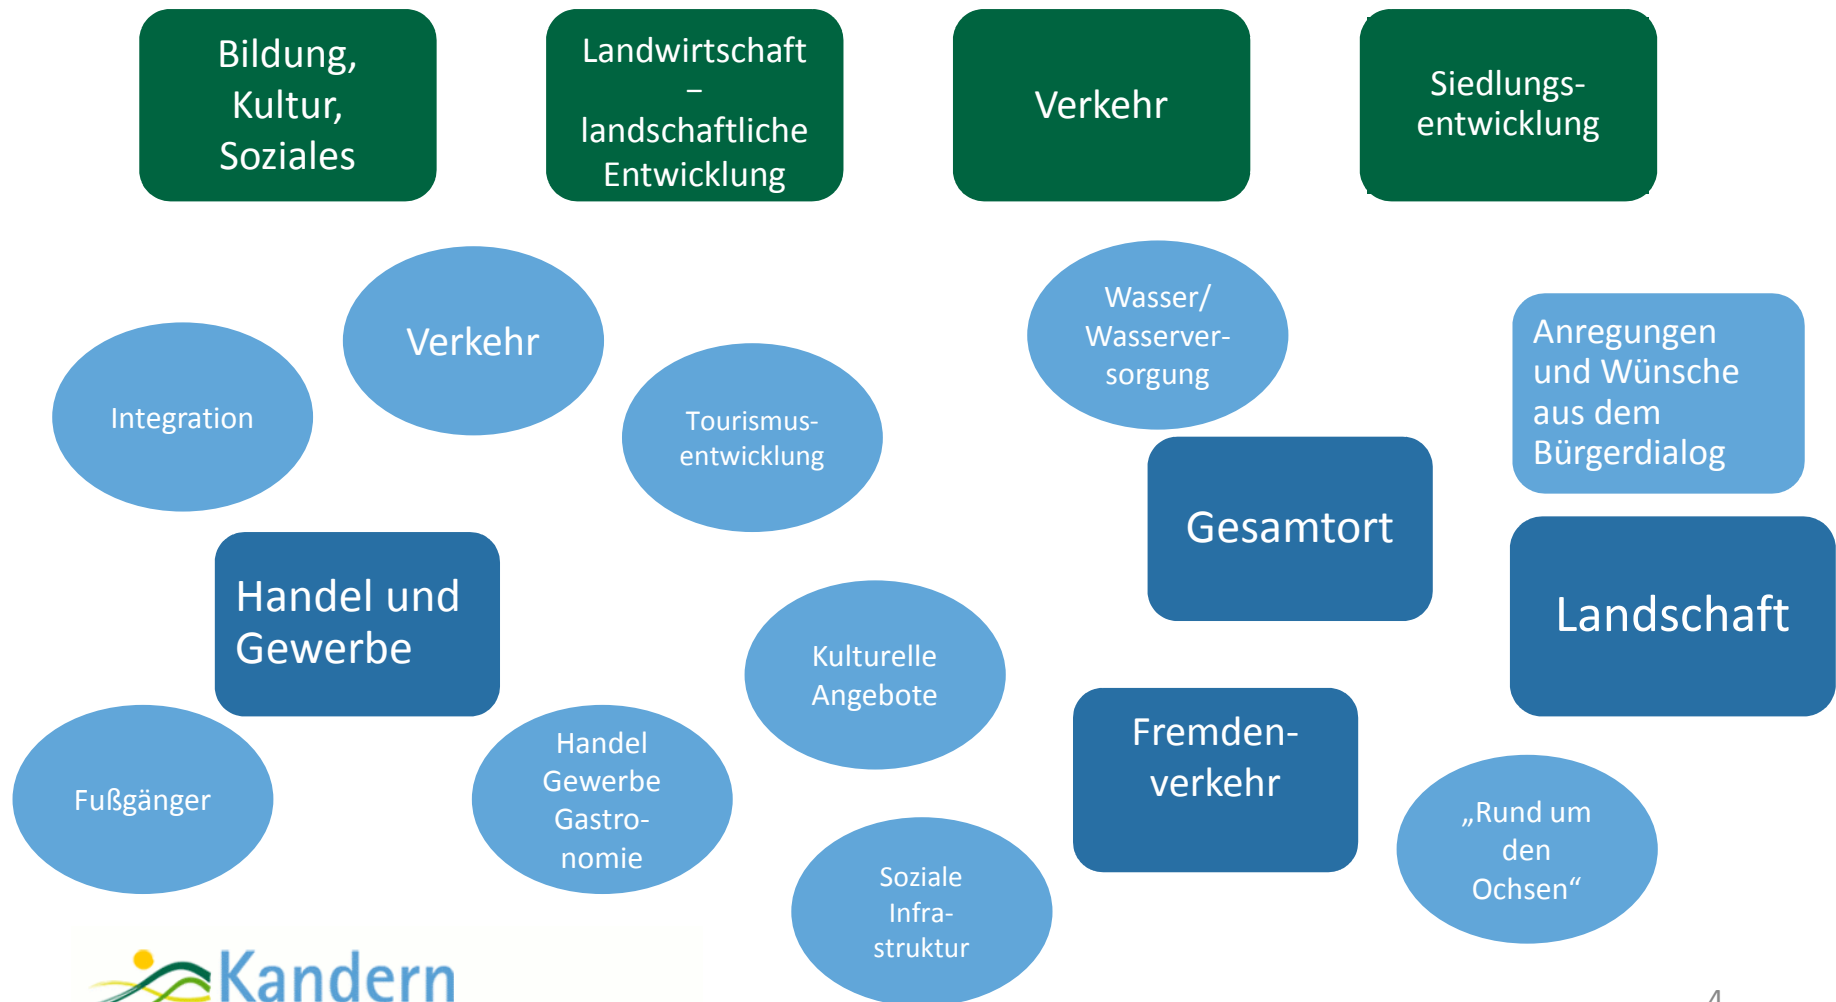 Bildung,
Kultur,
Soziales
Landwirtschaft
–
landschaftliche
Entwicklung
Verkehr
Siedlungs-
entwicklung
Integration
Verkehr
Tourismus-
entwicklung
Wasser/
Wasserver-
sorgung
Anregungen
und Wünsche
aus dem
Bürgerdialog
Handel und
Gewerbe
Gesamtort
Landschaft
Fußgänger
Handel
Gewerbe
Gastro-
nomie
Kulturelle
Angebote
Fremden-
verkehr
Soziale
Infra-
struktur
„Rund um
den
Ochsen“
Kandern
4